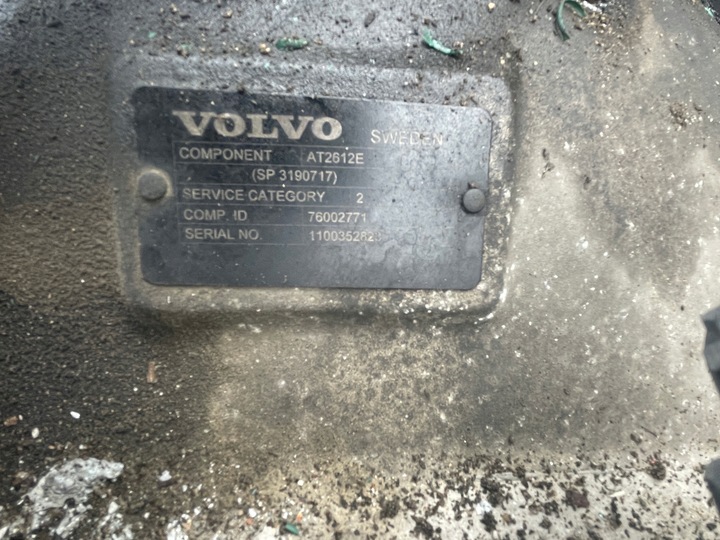 VOLVO SWEDEN
COMPONENT AT2612E
(SP 3190717)
SERVICE CATEGORY 2
COMP. ID 76002771
SERIAL NO.